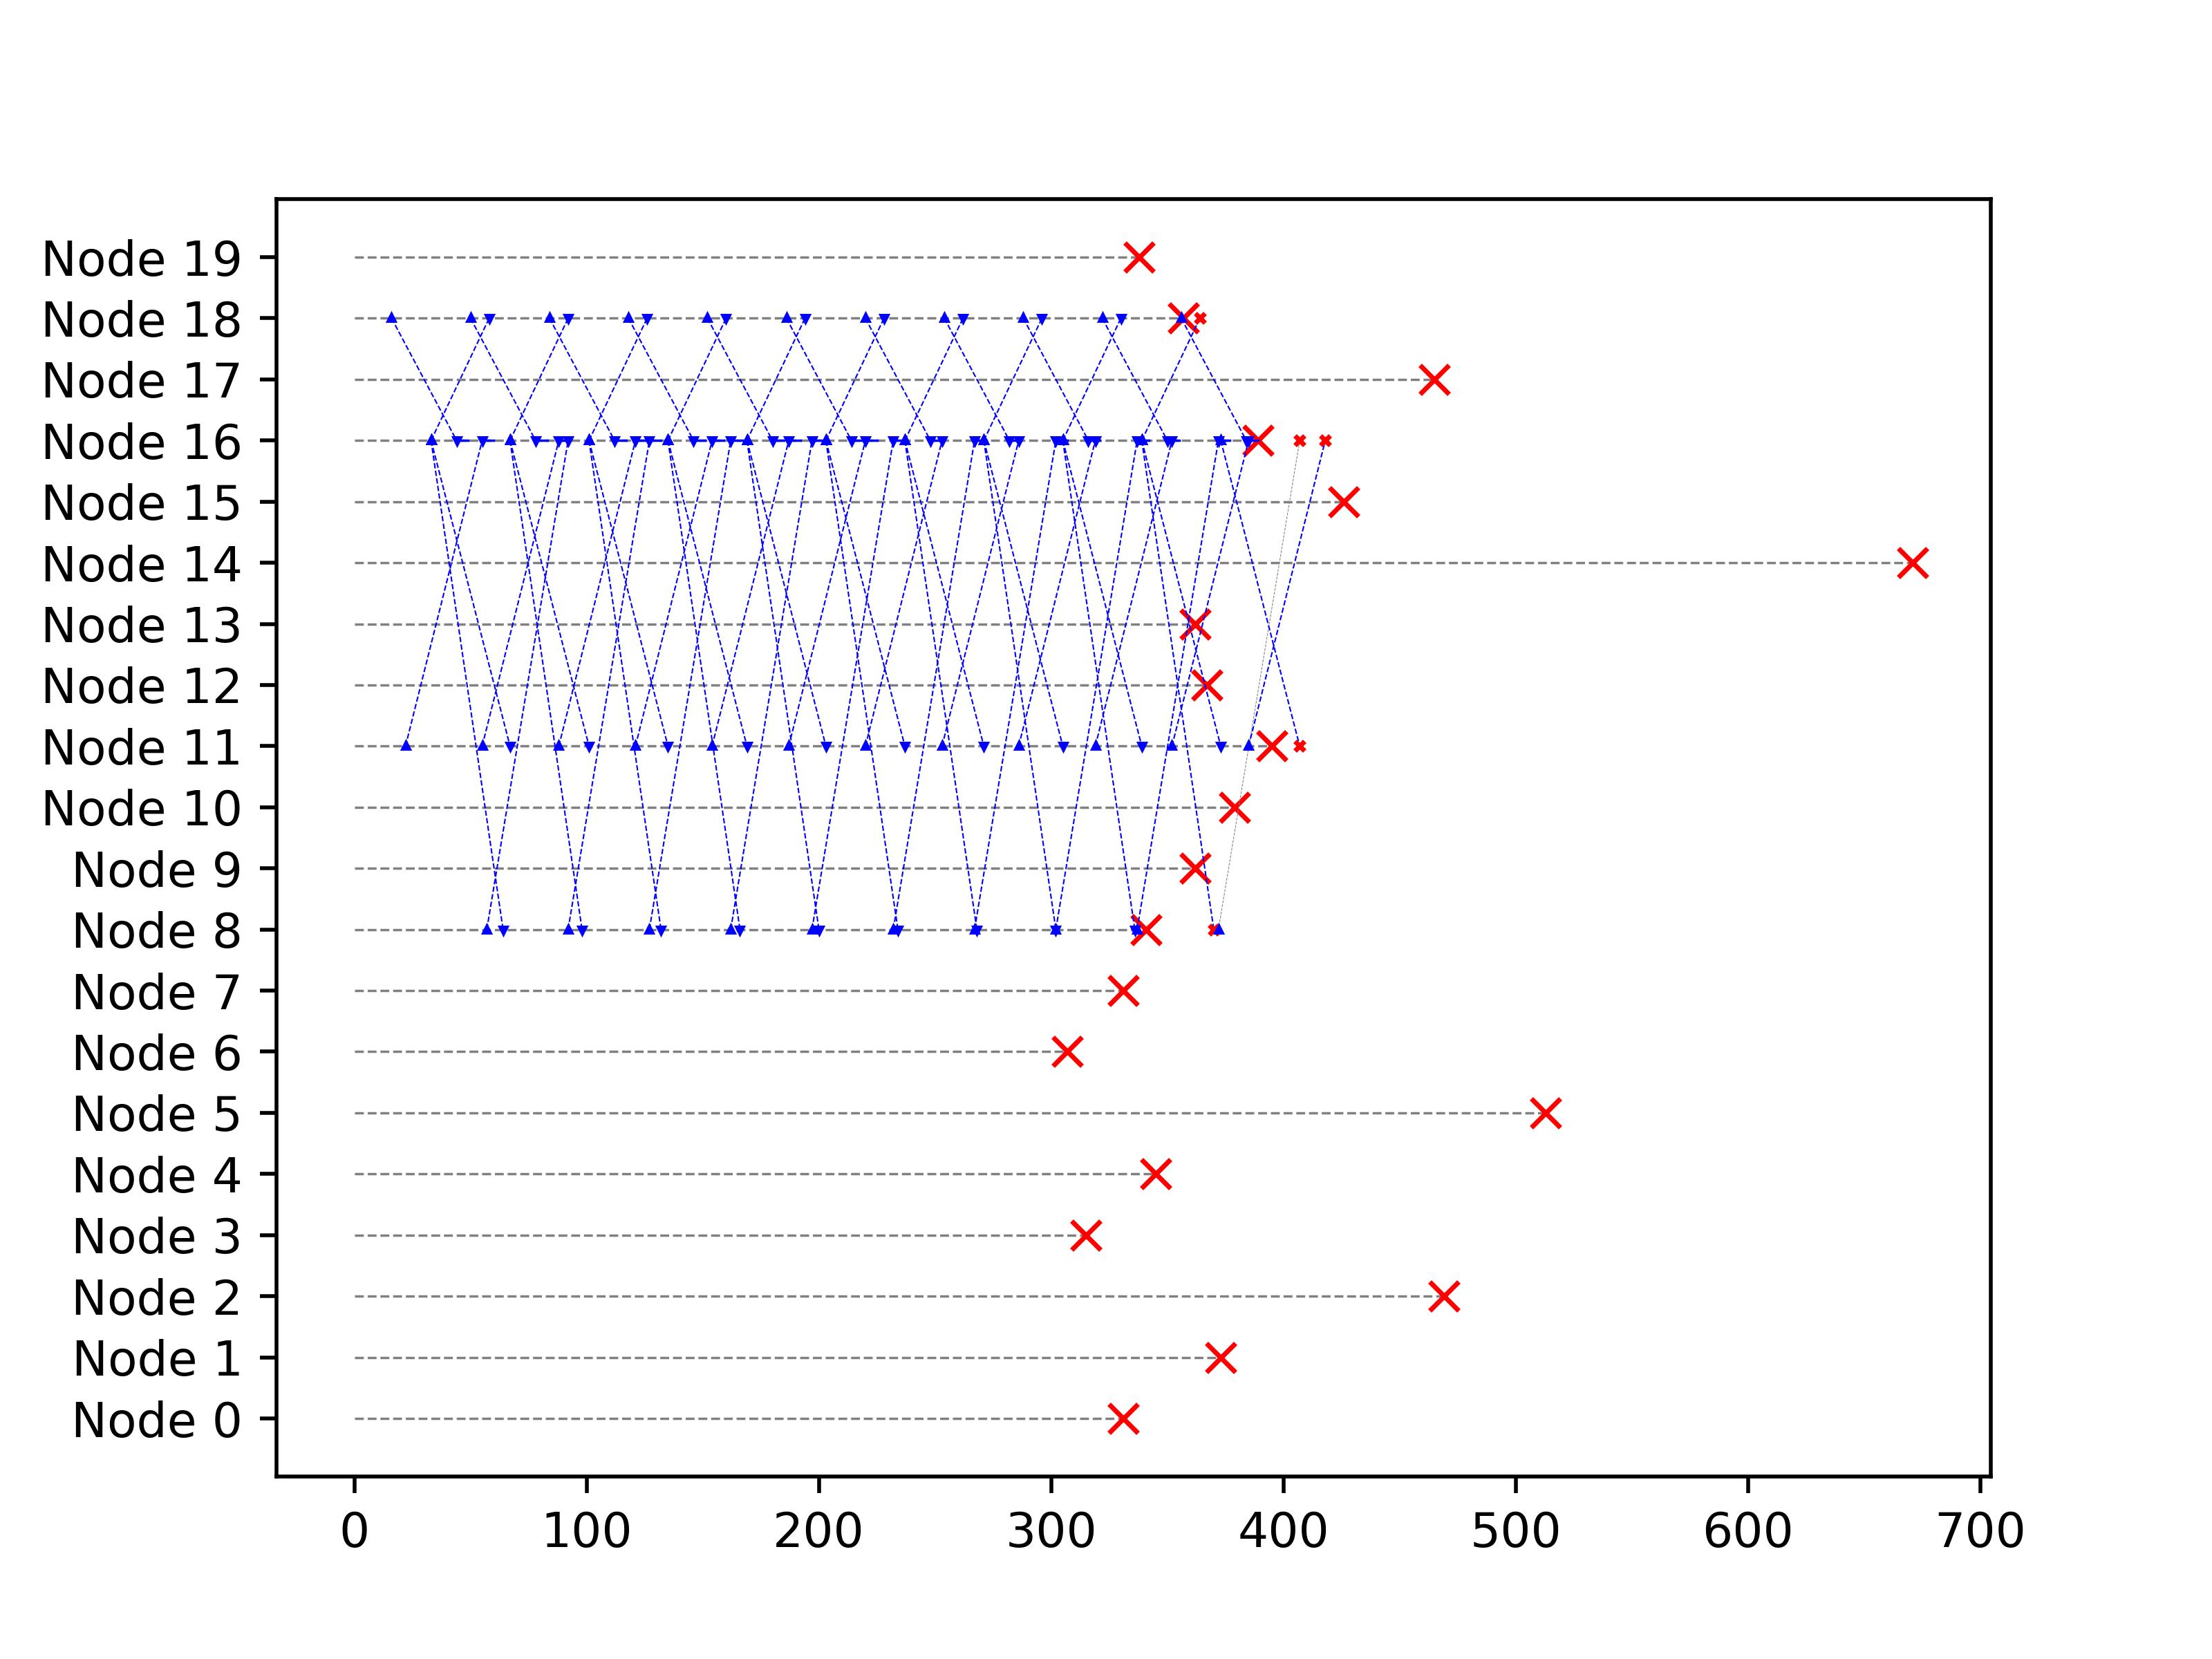 Node 19
Node 18
Node 17
Node 16
Node 15
Node 14
Node 13
Node 12
Node 11
Node 10
Node 9
Node 8
Node 7
Node 6
Node 5
Node 4
Node 3
Node 2
Node 1
Node 0
0 100 200 300 400 500 600 700